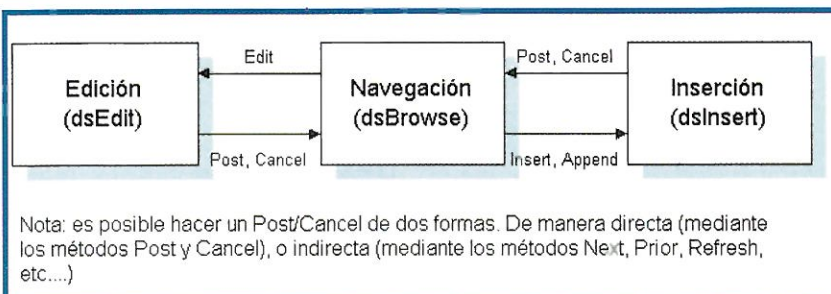 Edit
Post, Cancel
Edición
(dsEdit)
Navegación
(dsBrowse)
Inserción
(dsInsert)
Post, Cancel
Insert, Append
Nota: es posible hacer un Post/Cancel de dos formas. De manera directa (mediante
los métodos Post y Cancel), o indirecta (mediante los métodos Next, Prior, Refresh,
etc....)